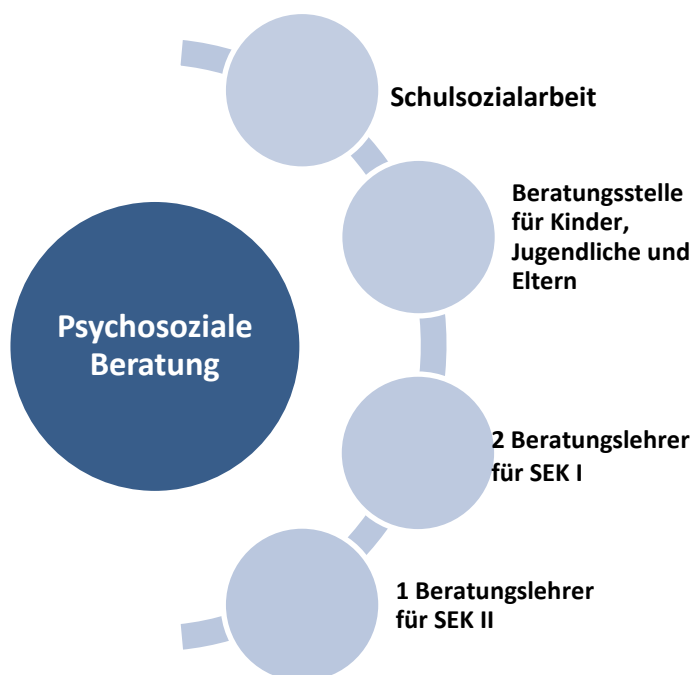 Schulsozialarbeit
Beratungsstelle
für Kinder,
Jugendliche und
Eltern
Psychosoziale
Beratung
2 Beratungslehrer
für SEK I
1 Beratungslehrer
für SEK II